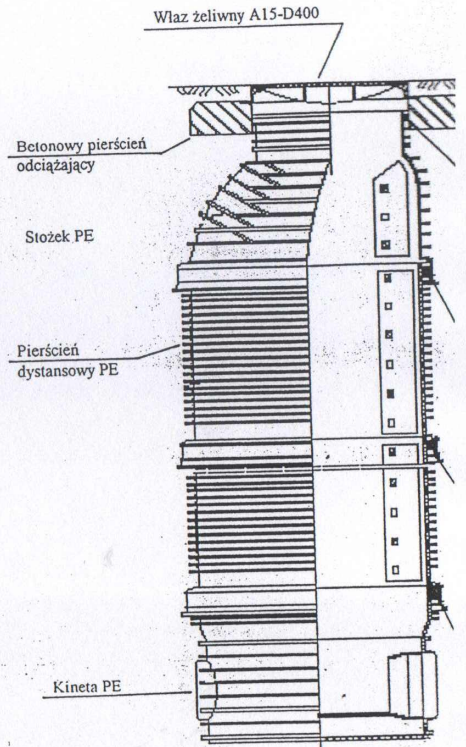 Właz żeliwny A15-D400
Betonowy pierścień
odciążający
Stożek PE
Pierścień
dystansowy PE
Kineta PE